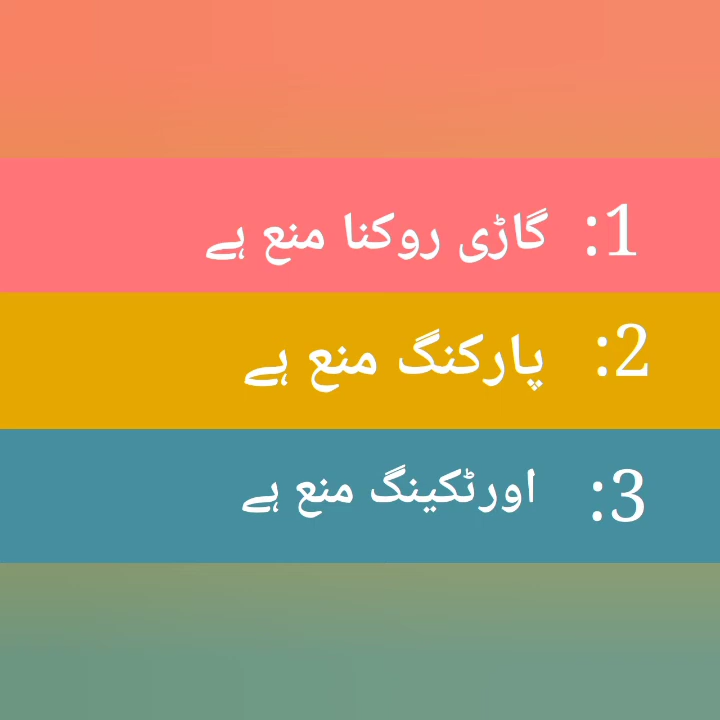 1: گاڑی روکنا منع ہے
2: پارکنگ منع ہے
3: اورٹکینگ منع ہے